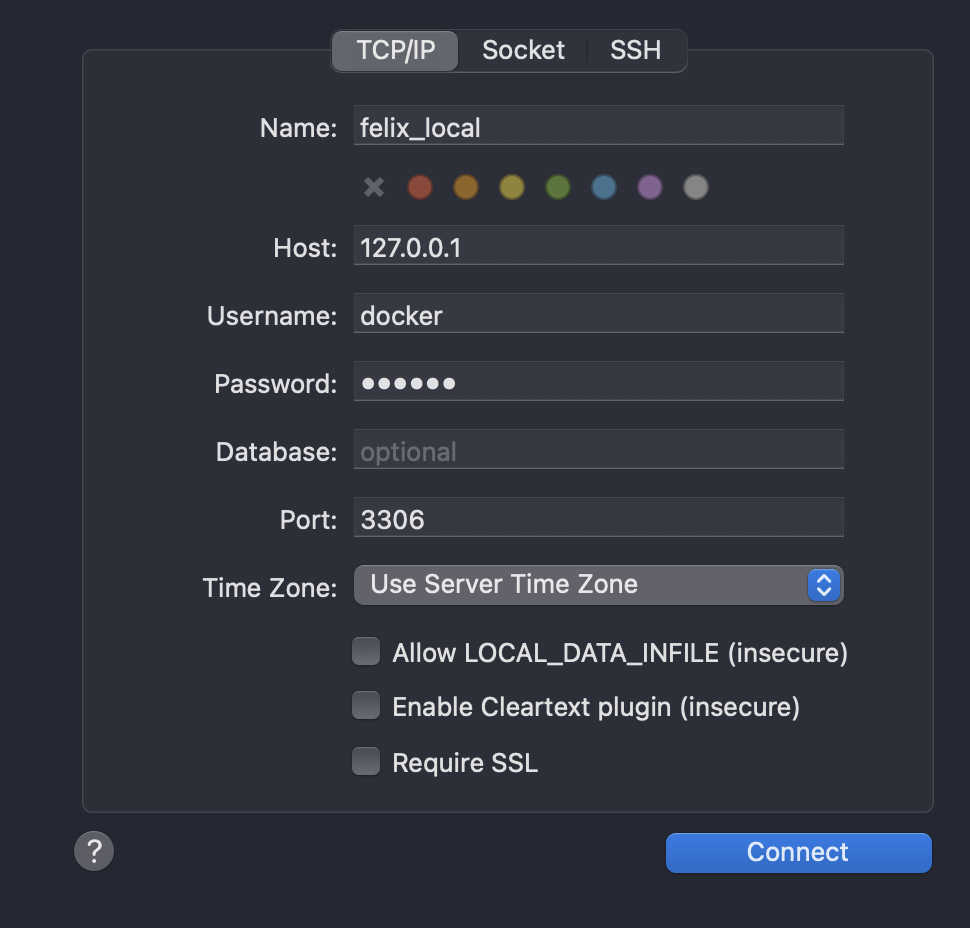 TCP/IP Socket SSH
Name: felix_local
Host: 127.0.0.1
Username: docker
Password: ••••••
Database: optional
Port: 3306
Time Zone: Use Server Time Zone
Allow LOCAL_DATA_INFILE (insecure)
Enable Cleartext plugin (insecure)
Require SSL
? Connect